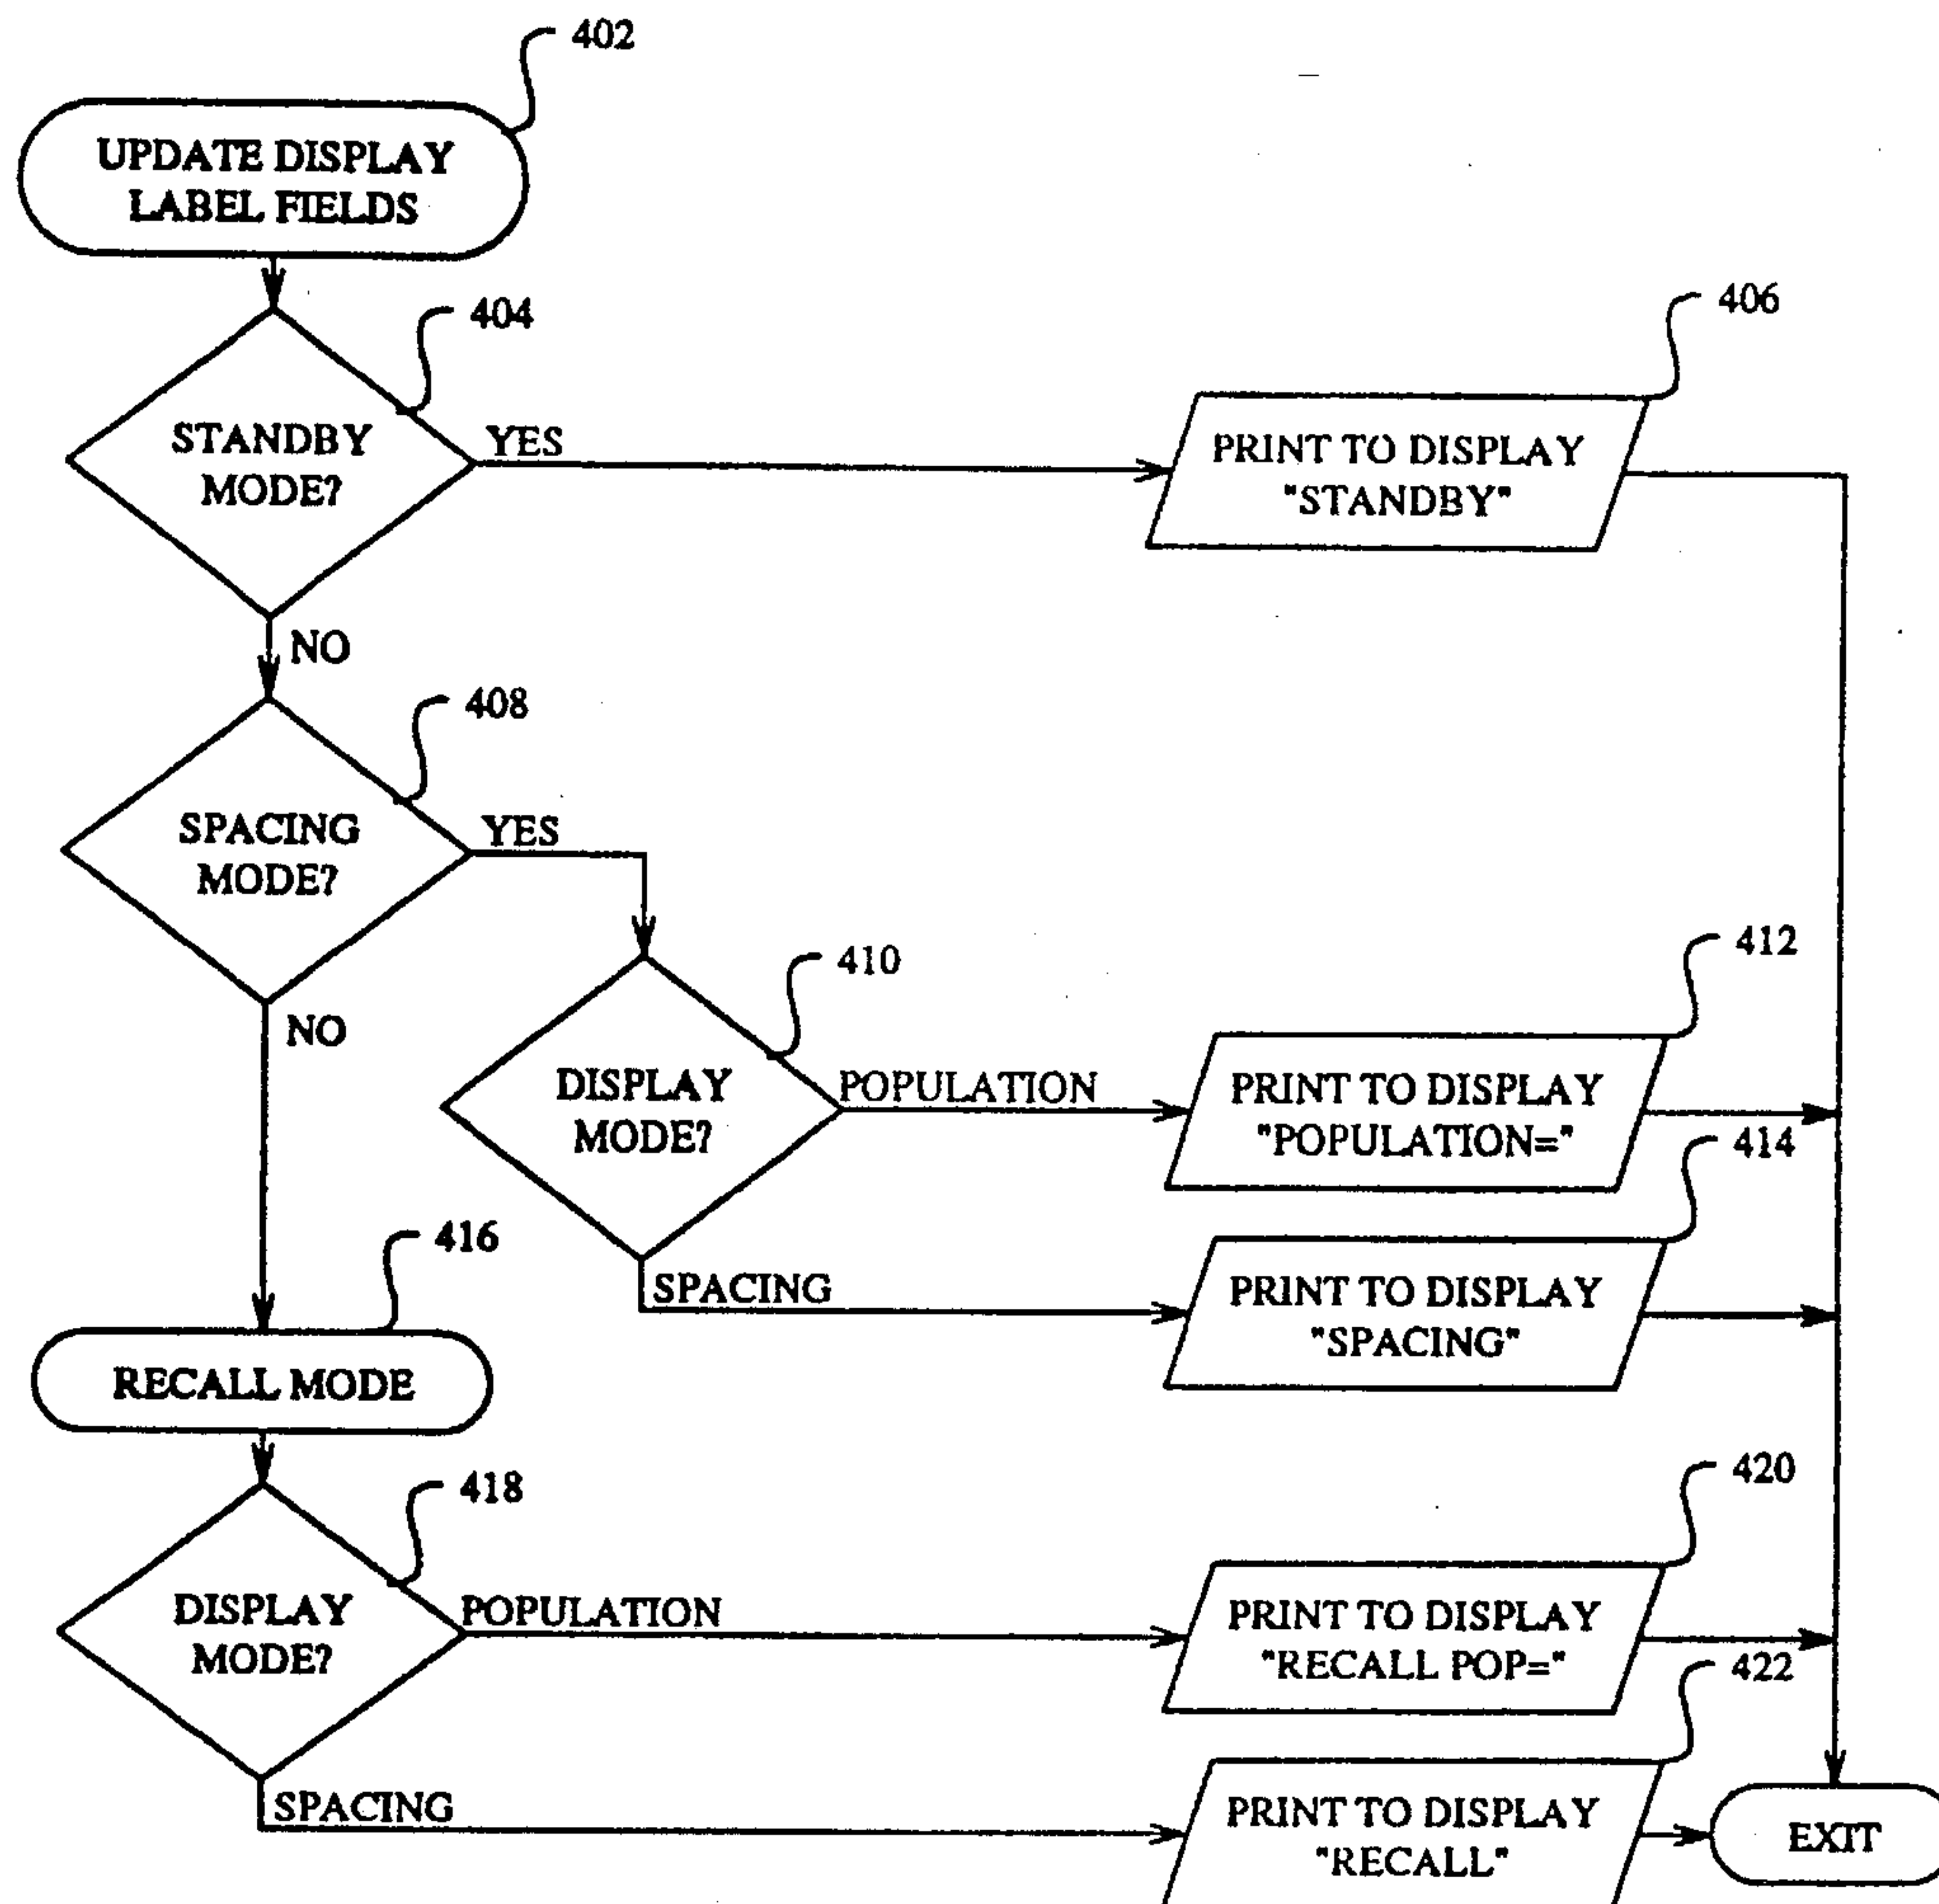 402
UPDATE DISPLAY
LABEL FIELDS
404
406
STANDBY
MODE?
YES
PRINT TO DISPLAY
"STANDBY"
NO
408
SPACING
MODE?
YES
410
412
NO
DISPLAY
MODE?
POPULATION
PRINT TO DISPLAY
"POPULATION="
414
416
SPACING
PRINT TO DISPLAY
"SPACING"
RECALL MODE
418
420
DISPLAY
MODE?
POPULATION
PRINT TO DISPLAY
"RECALL POP="
422
SPACING
PRINT TO DISPLAY
"RECALL"
EXIT